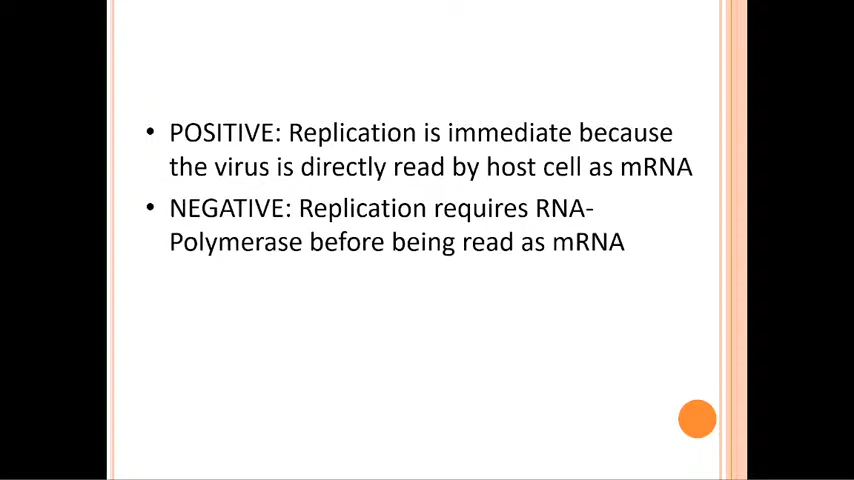 • POSITIVE: Replication is immediate because
the virus is directly read by host cell as mRNA
• NEGATIVE: Replication requires RNA-
Polymerase before being read as mRNA